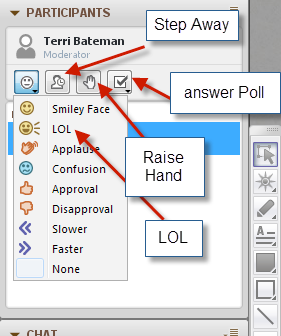 PARTICIPANTS
Step Away
Terri Bateman
Moderator
answer Poll
Smiley Face
LOL
Applause
Confusion
Approval
Disapproval
Slower
Faster
None
Raise
Hand
LOL
CHAT